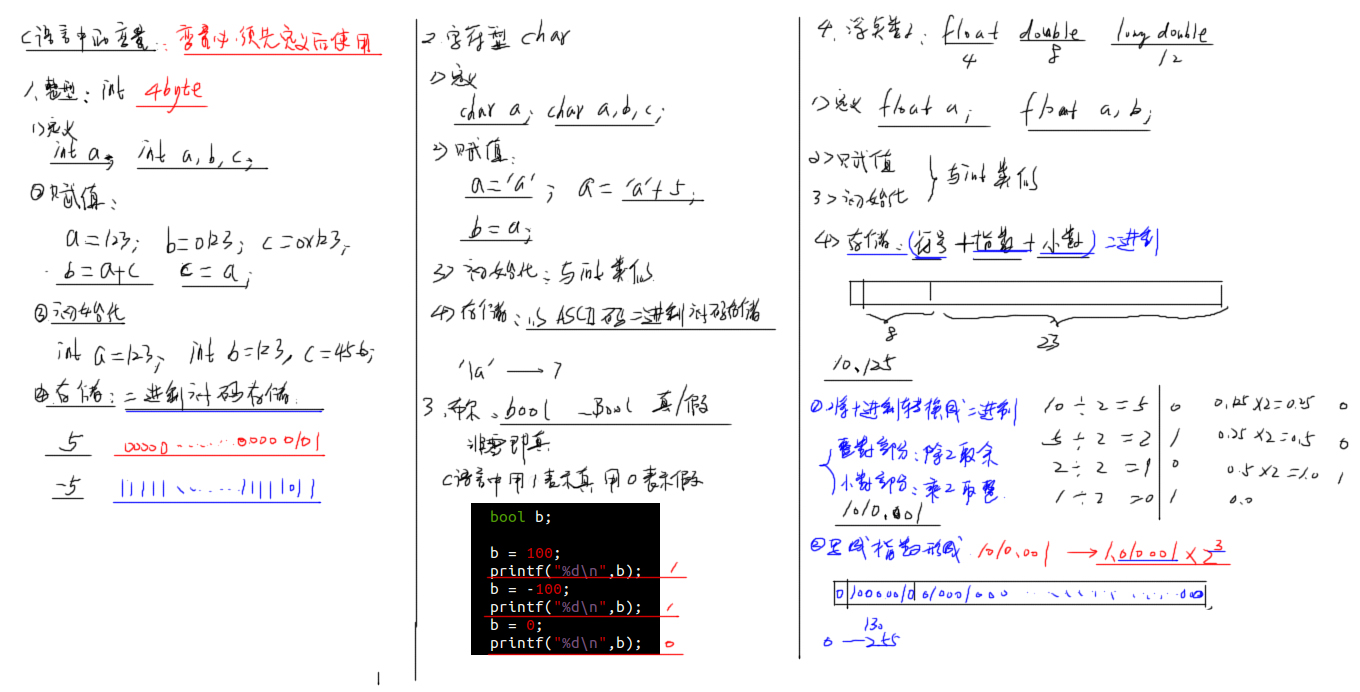 C语言中的变量：变量必须先定义后使用
1.整型：int 4byte
1)定义
int a; int a,b,c;
②赋值：
a=123; b=0123; c=0x123;
b=a+c c=a;
③初始化
int a=123; int b=123, c=456;
④存储：二进制补码存储.
5 00000......00000101
-5 11111......11111011
2.字符型 char
1>定义
char a; char a,b,c;
2>赋值：
a='a'; a='a'+5;
b=a;
3>初始化：与int类似
4>存储：以ASCII码二进制补码存储
'\a' → 7
3.布尔.bool _Bool 真/假
非零即真
C语言中用1表示真 用0表示假
bool b;
b = 100;
printf("%d\n",b); 1
b = -100;
printf("%d\n",b); 1
b = 0;
printf("%d\n",b); 0
4.浮点类型：float double long double
4 8 12
1>定义 float a; float a,b;
2>赋值
3>初始化 } 与int类似
4>存储：(符号+指数+小数)二进制
8 23
10.125
①将十进制转换成二进制
整数部分：除2取余
小数部分：乘2取整
10÷2=5 0 0.125×2=0.25 0
5÷2=2 1 0.25×2=0.5 0
2÷2=1 0 0.5×2=1.0 1
1÷2=0 1 0.0
1010.001
②写成指数形式. 1010.001 → 1.010001×2^3
0 10000010 010001000 ...... 000
130
0—255